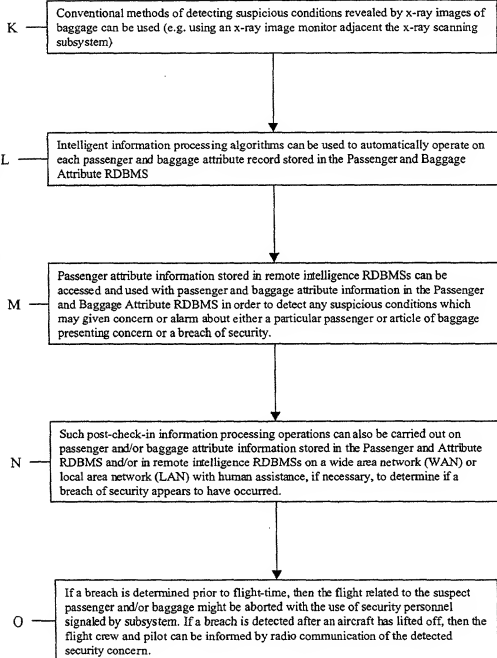 K
Conventional methods of detecting suspicious conditions revealed by x-ray images of
baggage can be used (e.g. using an x-ray image monitor adjacent the x-ray scanning
subsystem)
L
Intelligent information processing algorithms can be used to automatically operate on
each passenger and baggage attribute record stored in the Passenger and Baggage
Attribute RDBMS
M
Passenger attribute information stored in remote intelligence RDBMSs can be
accessed and used with passenger and baggage attribute information in the Passenger
and Baggage Attribute RDBMS in order to detect any suspicious conditions which
may given concern or alarm about either a particular passenger or article of baggage
presenting concern or a breach of security.
N
Such post-check-in information processing operations can also be carried out on
passenger and/or baggage attribute information stored in the Passenger and Attribute
RDBMS and/or in remote intelligence RDBMSs on a wide area network (WAN) or
local area network (LAN) with human assistance, if necessary, to determine if a
breach of security appears to have occurred.
O
If a breach is determined prior to flight-time, then the flight related to the suspect
passenger and/or baggage might be aborted with the use of security personnel
signaled by subsystem. If a breach is detected after an aircraft has lifted off, then the
flight crew and pilot can be informed by radio communication of the detected
security concern.